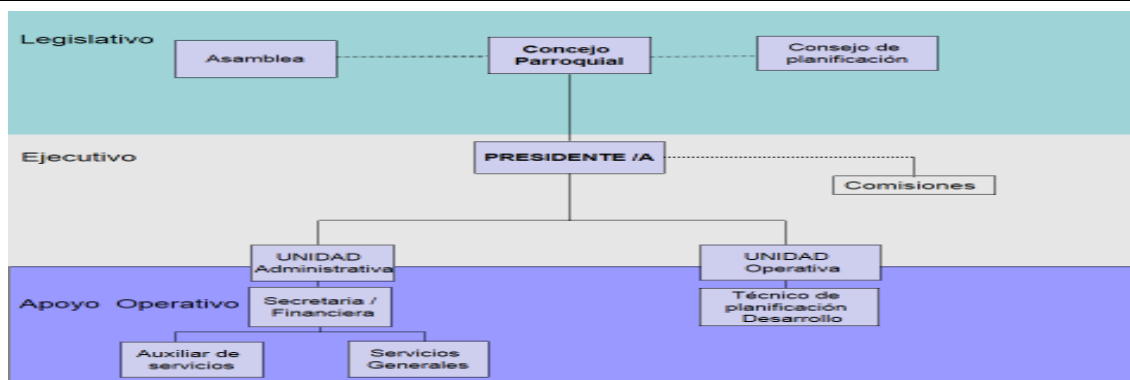 Legislativo
Asamblea
Concejo
Parroquial
Consejo de
planificación
Ejecutivo
PRESIDENTE /A
Comisiones
UNIDAD
Administrativa
UNIDAD
Operativa
Apoyo Operativo
Secretaria /
Financiera
Técnico de
planificación
Desarrollo
Auxiliar de
servicios
Servicios
Generales